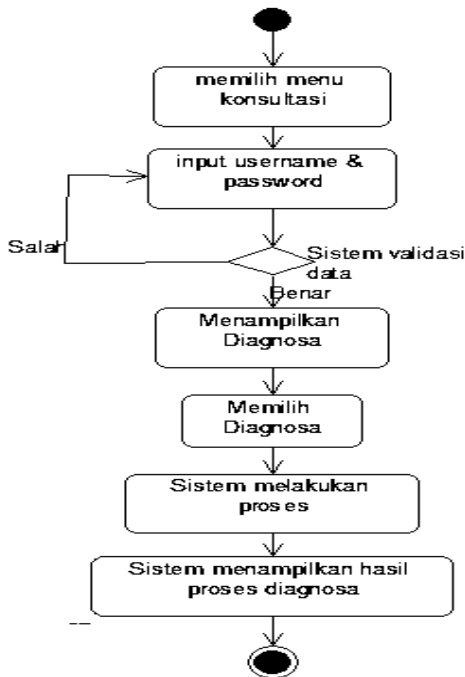 memilih menu
konsultasi
input username &
password
Salah
Sistem validasi
data
Benar
Menampilkan
Diagnosa
Memilih
Diagnosa
Sistem melakukan
proses
Sistem menampilkan hasil
proses diagnosa